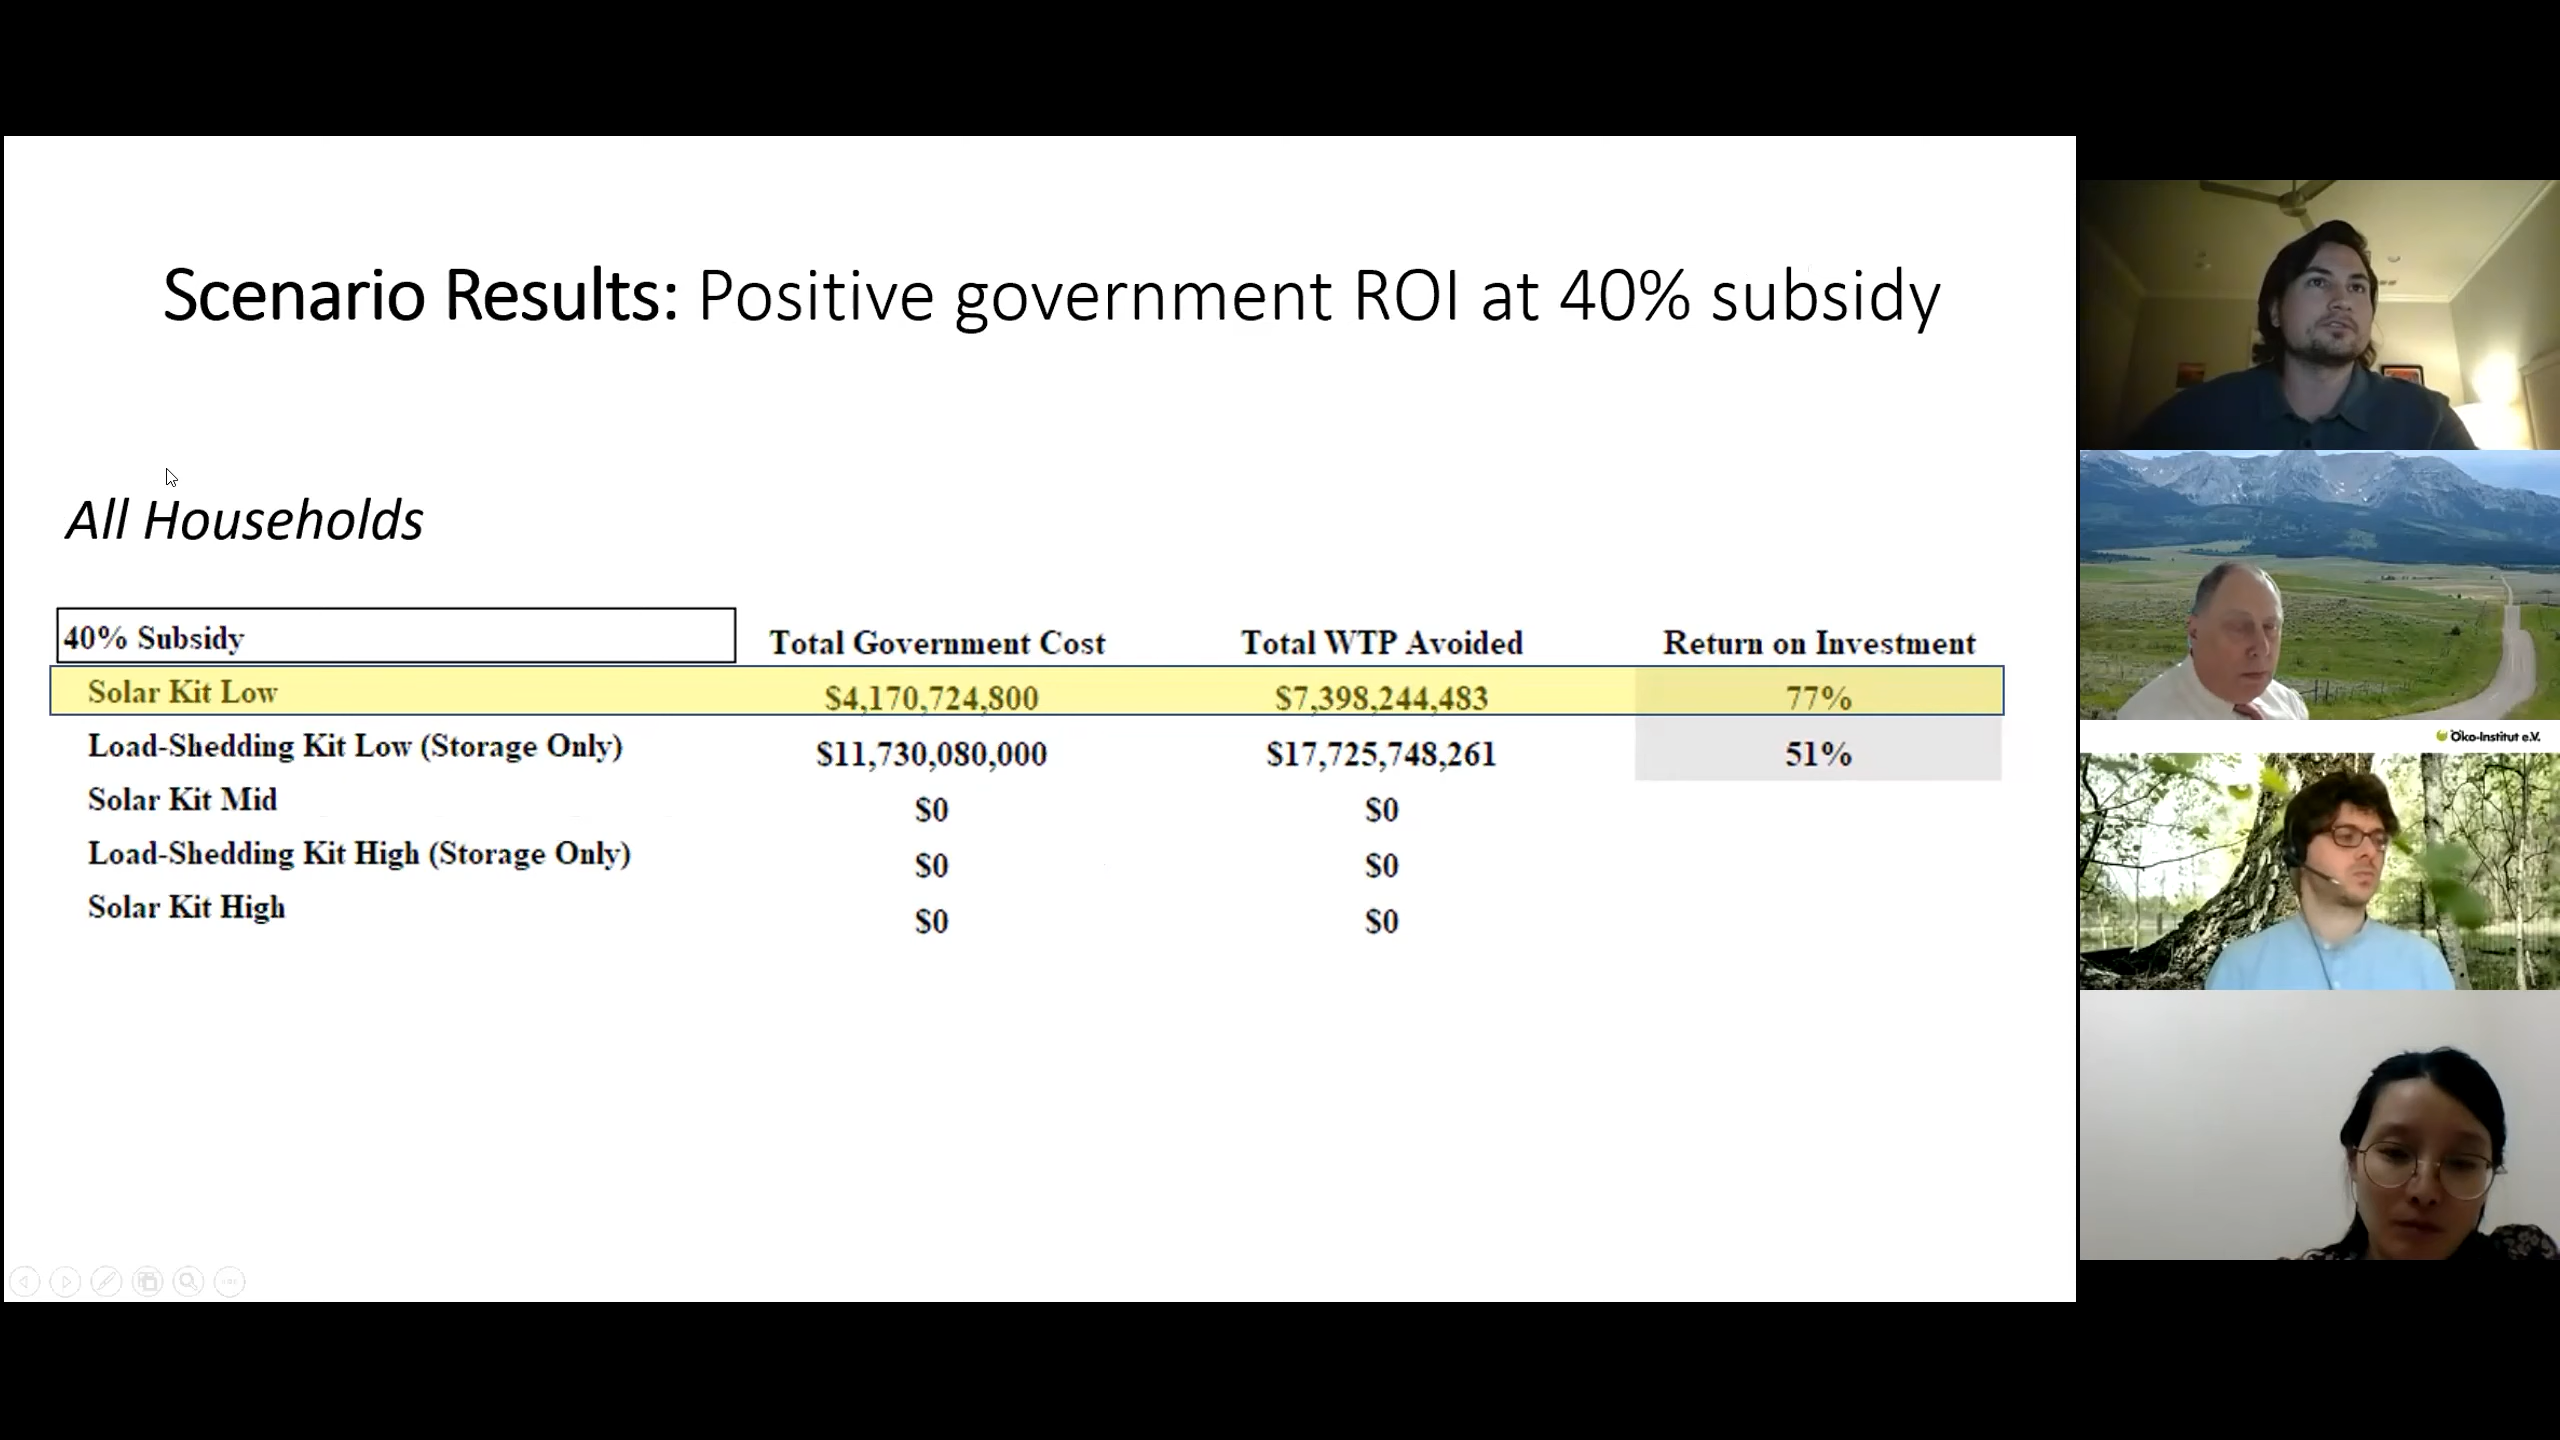 Scenario Results: Positive government ROI at 40% subsidy
All Households
40% Subsidy Total Government Cost Total WTP Avoided Return on Investment
Solar Kit Low $4,170,724,800 $7,398,244,483 77%
Load-Shedding Kit Low (Storage Only) $11,730,080,000 $17,725,748,261 51%
Solar Kit Mid $0 $0
Load-Shedding Kit High (Storage Only) $0 $0
Solar Kit High $0 $0
Öko-Institut e.V.